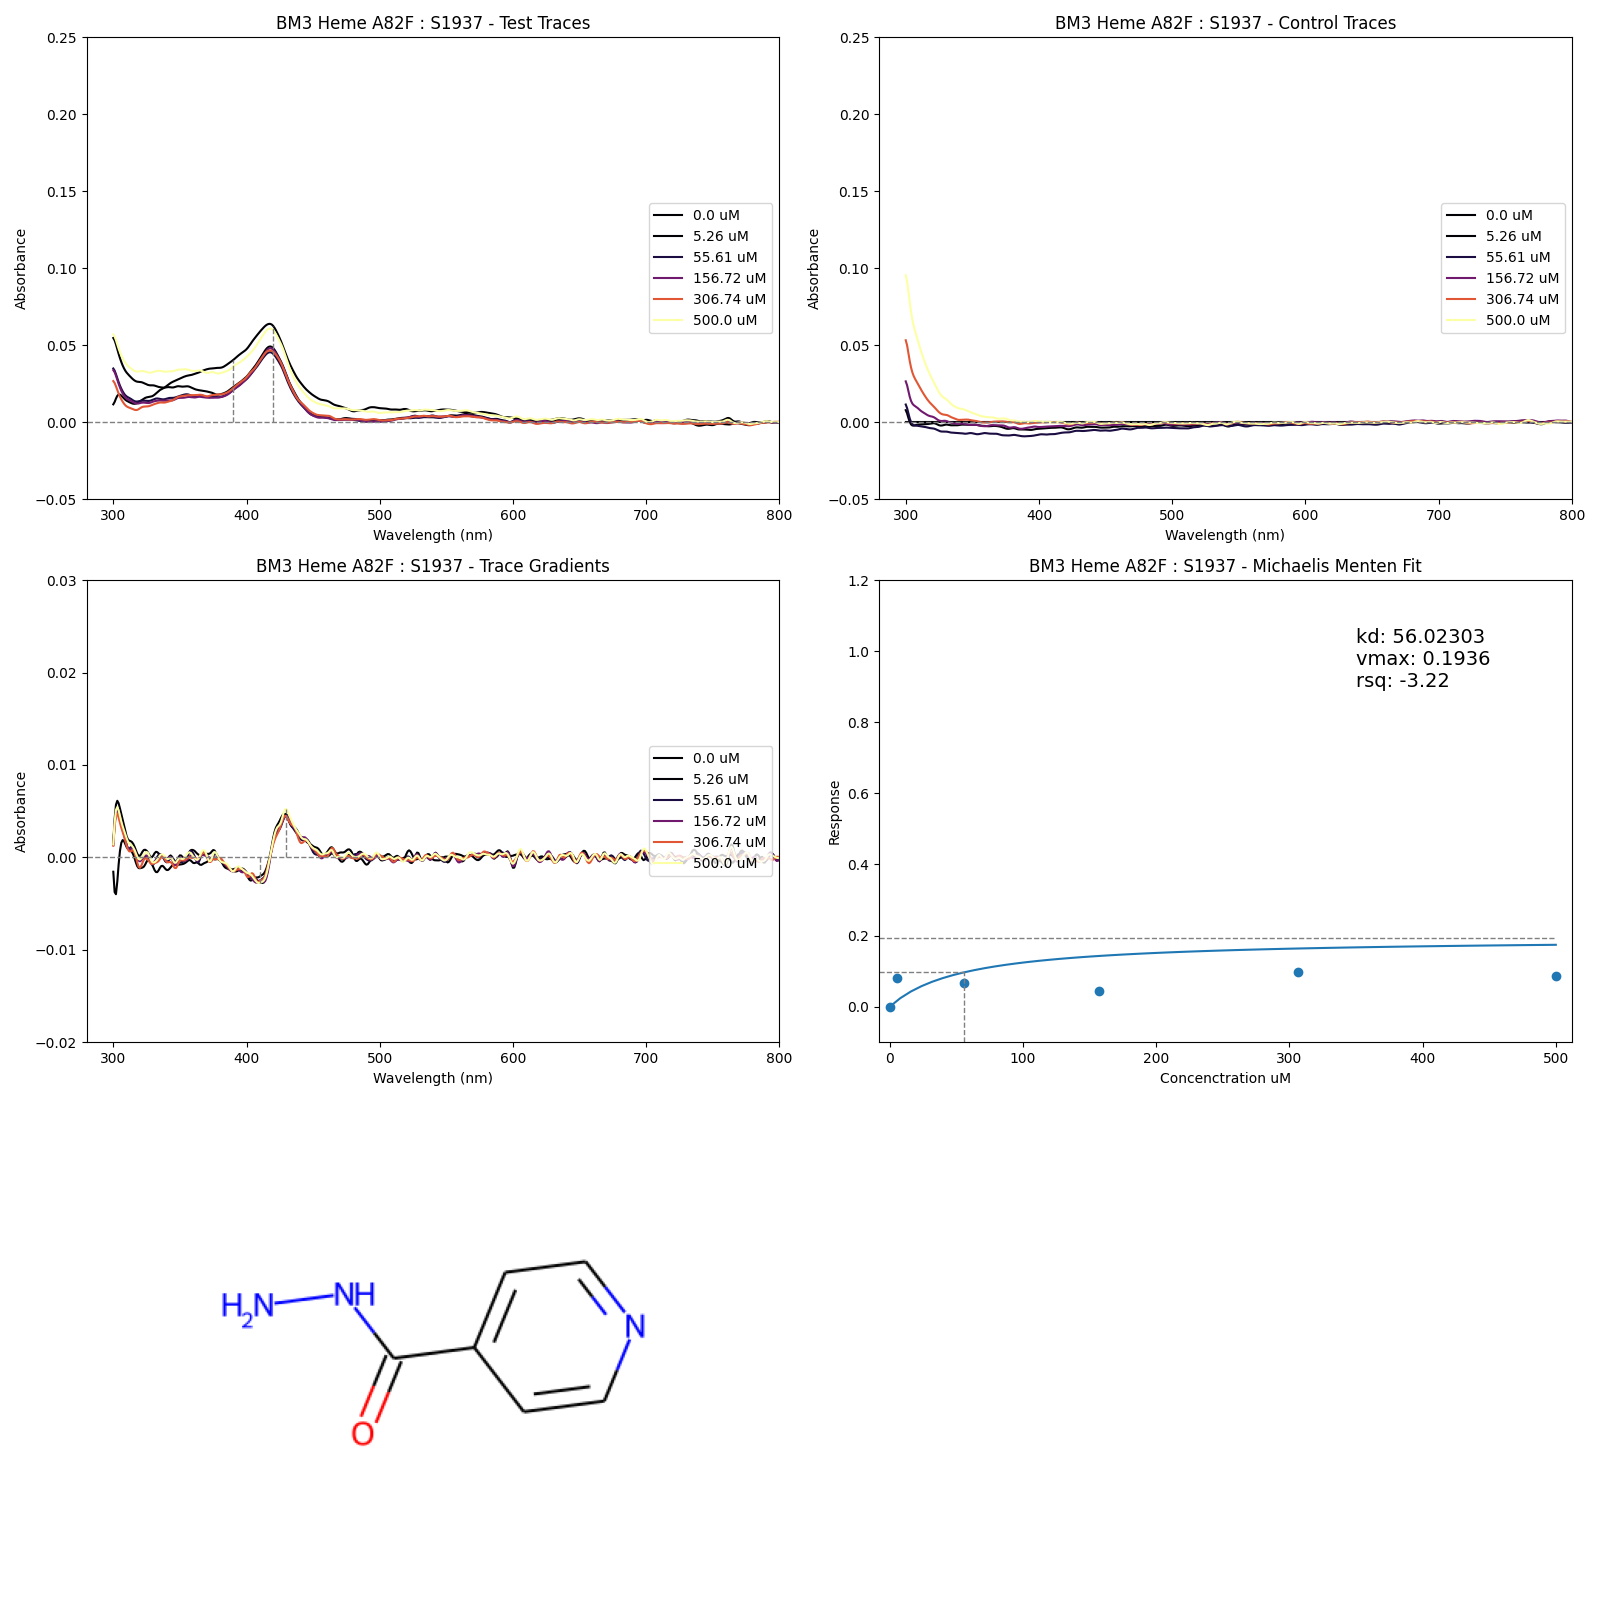 BM3 Heme A82F : S1937 - Test Traces
0.25
0.20
0.15
0.10
0.05
0.00
−0.05
Absorbance
0.0 uM
5.26 uM
55.61 uM
156.72 uM
306.74 uM
500.0 uM
300 400 500 600 700 800
Wavelength (nm)
BM3 Heme A82F : S1937 - Control Traces
0.25
0.20
0.15
0.10
0.05
0.00
−0.05
Absorbance
0.0 uM
5.26 uM
55.61 uM
156.72 uM
306.74 uM
500.0 uM
300 400 500 600 700 800
Wavelength (nm)
BM3 Heme A82F : S1937 - Trace Gradients
0.03
0.02
0.01
0.00
−0.01
−0.02
Absorbance
0.0 uM
5.26 uM
55.61 uM
156.72 uM
306.74 uM
500.0 uM
300 400 500 600 700 800
Wavelength (nm)
BM3 Heme A82F : S1937 - Michaelis Menten Fit
1.2
1.0
0.8
0.6
0.4
0.2
0.0
Response
kd: 56.02303
vmax: 0.1936
rsq: -3.22
0 100 200 300 400 500
Concenctration uM
H2N
NH
N
O